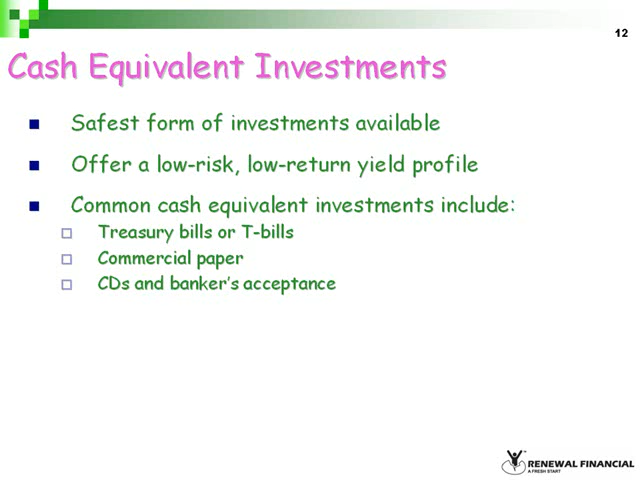 12
Cash Equivalent Investments
Safest form of investments available
Offer a low-risk, low-return yield profile
Common cash equivalent investments include:
Treasury bills or T-bills
Commercial paper
CDs and banker's acceptance
RENEWAL FINANCIAL
A FRESH START